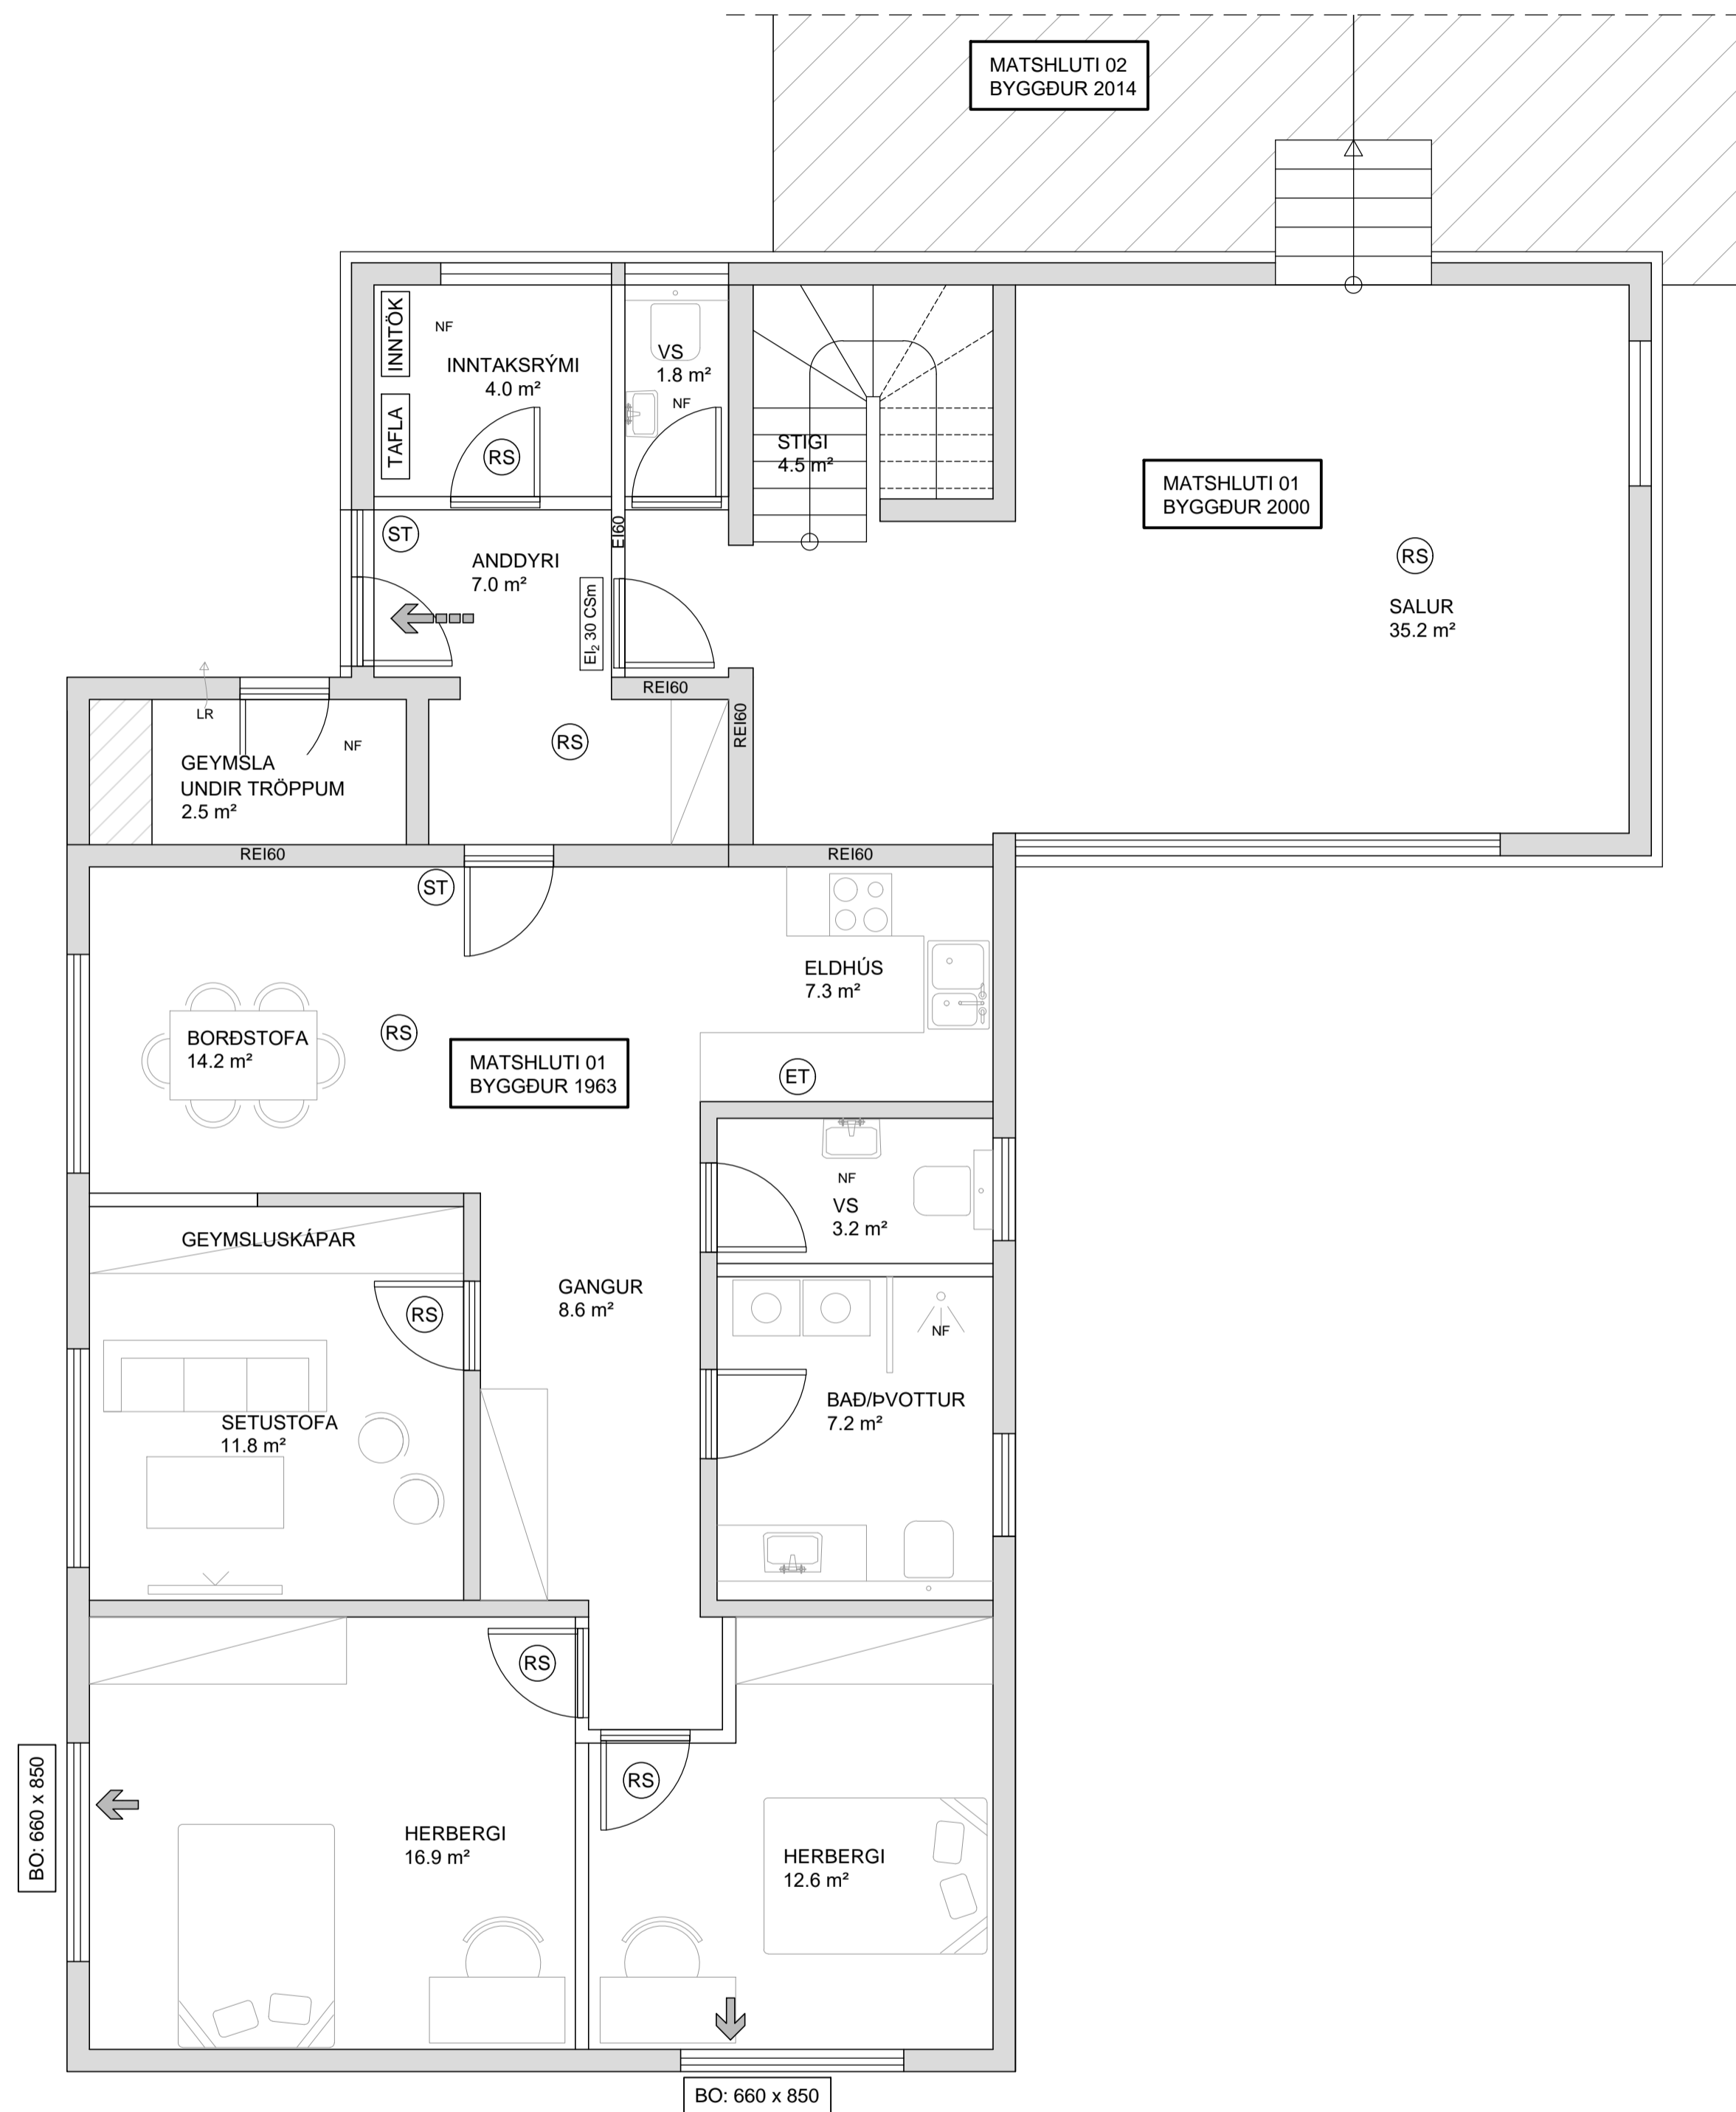 MATSHLUTI 02
BYGGÐUR 2014
INNTÖK
NF
INNTAKSRÝMI
4.0 m²
VS
1.8 m²
NF
TAFLA
RS
STIGI
4.5 m²
MATSHLUTI 01
BYGGÐUR 2000
ST
EI60
ANDDYRI
7.0 m²
EI₂ 30 CSm
RS
SALUR
35.2 m²
REI60
REI60
LR
NF
RS
GEYMSLA
UNDIR TRÖPPUM
2.5 m²
REI60
REI60
ST
ELDHÚS
7.3 m²
BORÐSTOFA
14.2 m²
RS
MATSHLUTI 01
BYGGÐUR 1963
ET
NF
VS
3.2 m²
GEYMSLUSKÁPAR
RS
GANGUR
8.6 m²
NF
BAÐ/ÞVOTTUR
7.2 m²
SETUSTOFA
11.8 m²
RS
RS
BO: 660 x 850
HERBERGI
16.9 m²
HERBERGI
12.6 m²
BO: 660 x 850